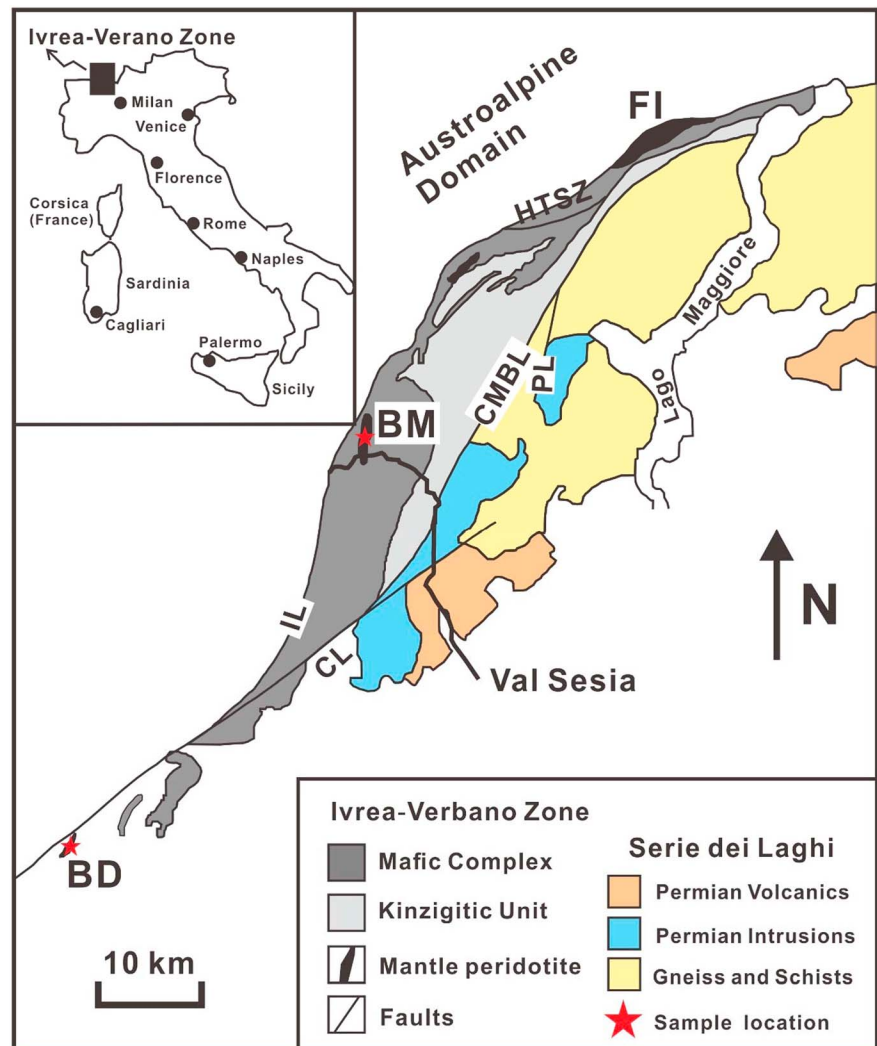 Ivrea-Verano Zone
Milan
Venice
Florence
Corsica
(France)
Rome
Naples
Sardinia
Cagliari
Palermo
Sicily
Austroalpine
Domain
FI
HTSZ
Maggiore
Lago
CMBL
PL
BM
IL
CL
Val Sesia
N
BD
10 km
Ivrea-Verbano Zone
Mafic Complex
Kinzigitic Unit
Mantle peridotite
Faults
Serie dei Laghi
Permian Volcanics
Permian Intrusions
Gneiss and Schists
Sample location